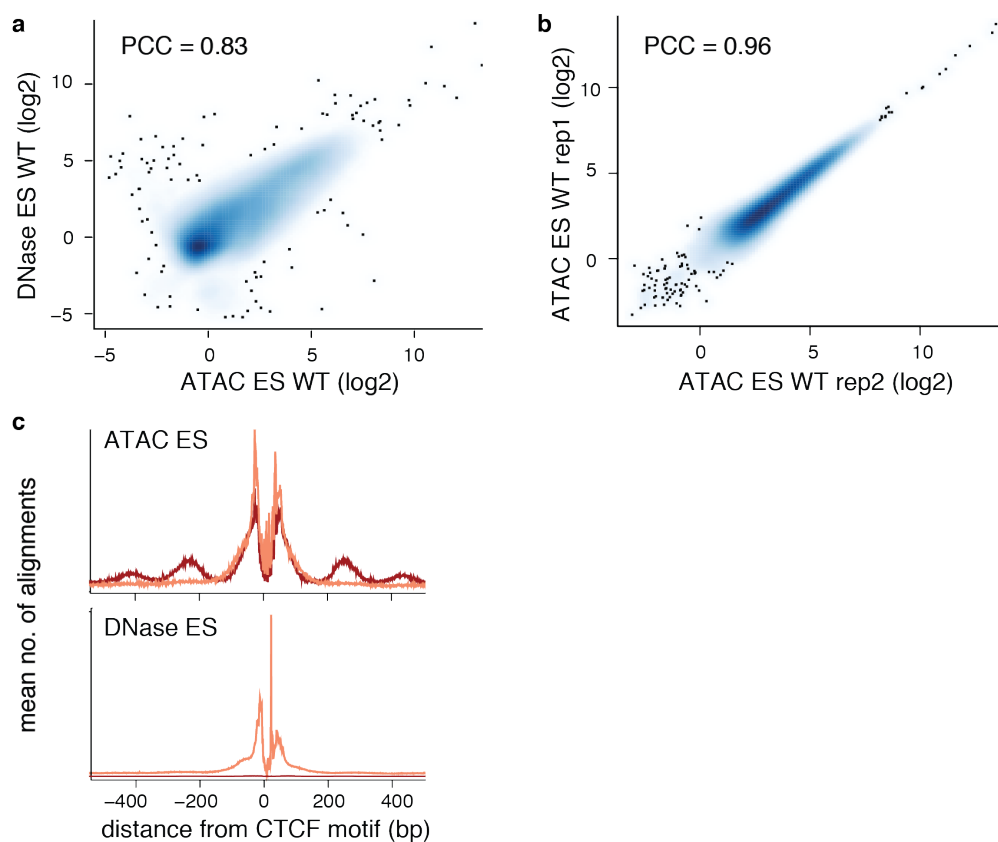 a
PCC = 0.83
DNase ES WT (log2)
10
5
0
−5
−5 0 5 10
ATAC ES WT (log2)
b
PCC = 0.96
ATAC ES WT rep1 (log2)
10
5
0
0 5 10
ATAC ES WT rep2 (log2)
c
mean no. of alignments
ATAC ES
DNase ES
−400 −200 0 200 400
distance from CTCF motif (bp)